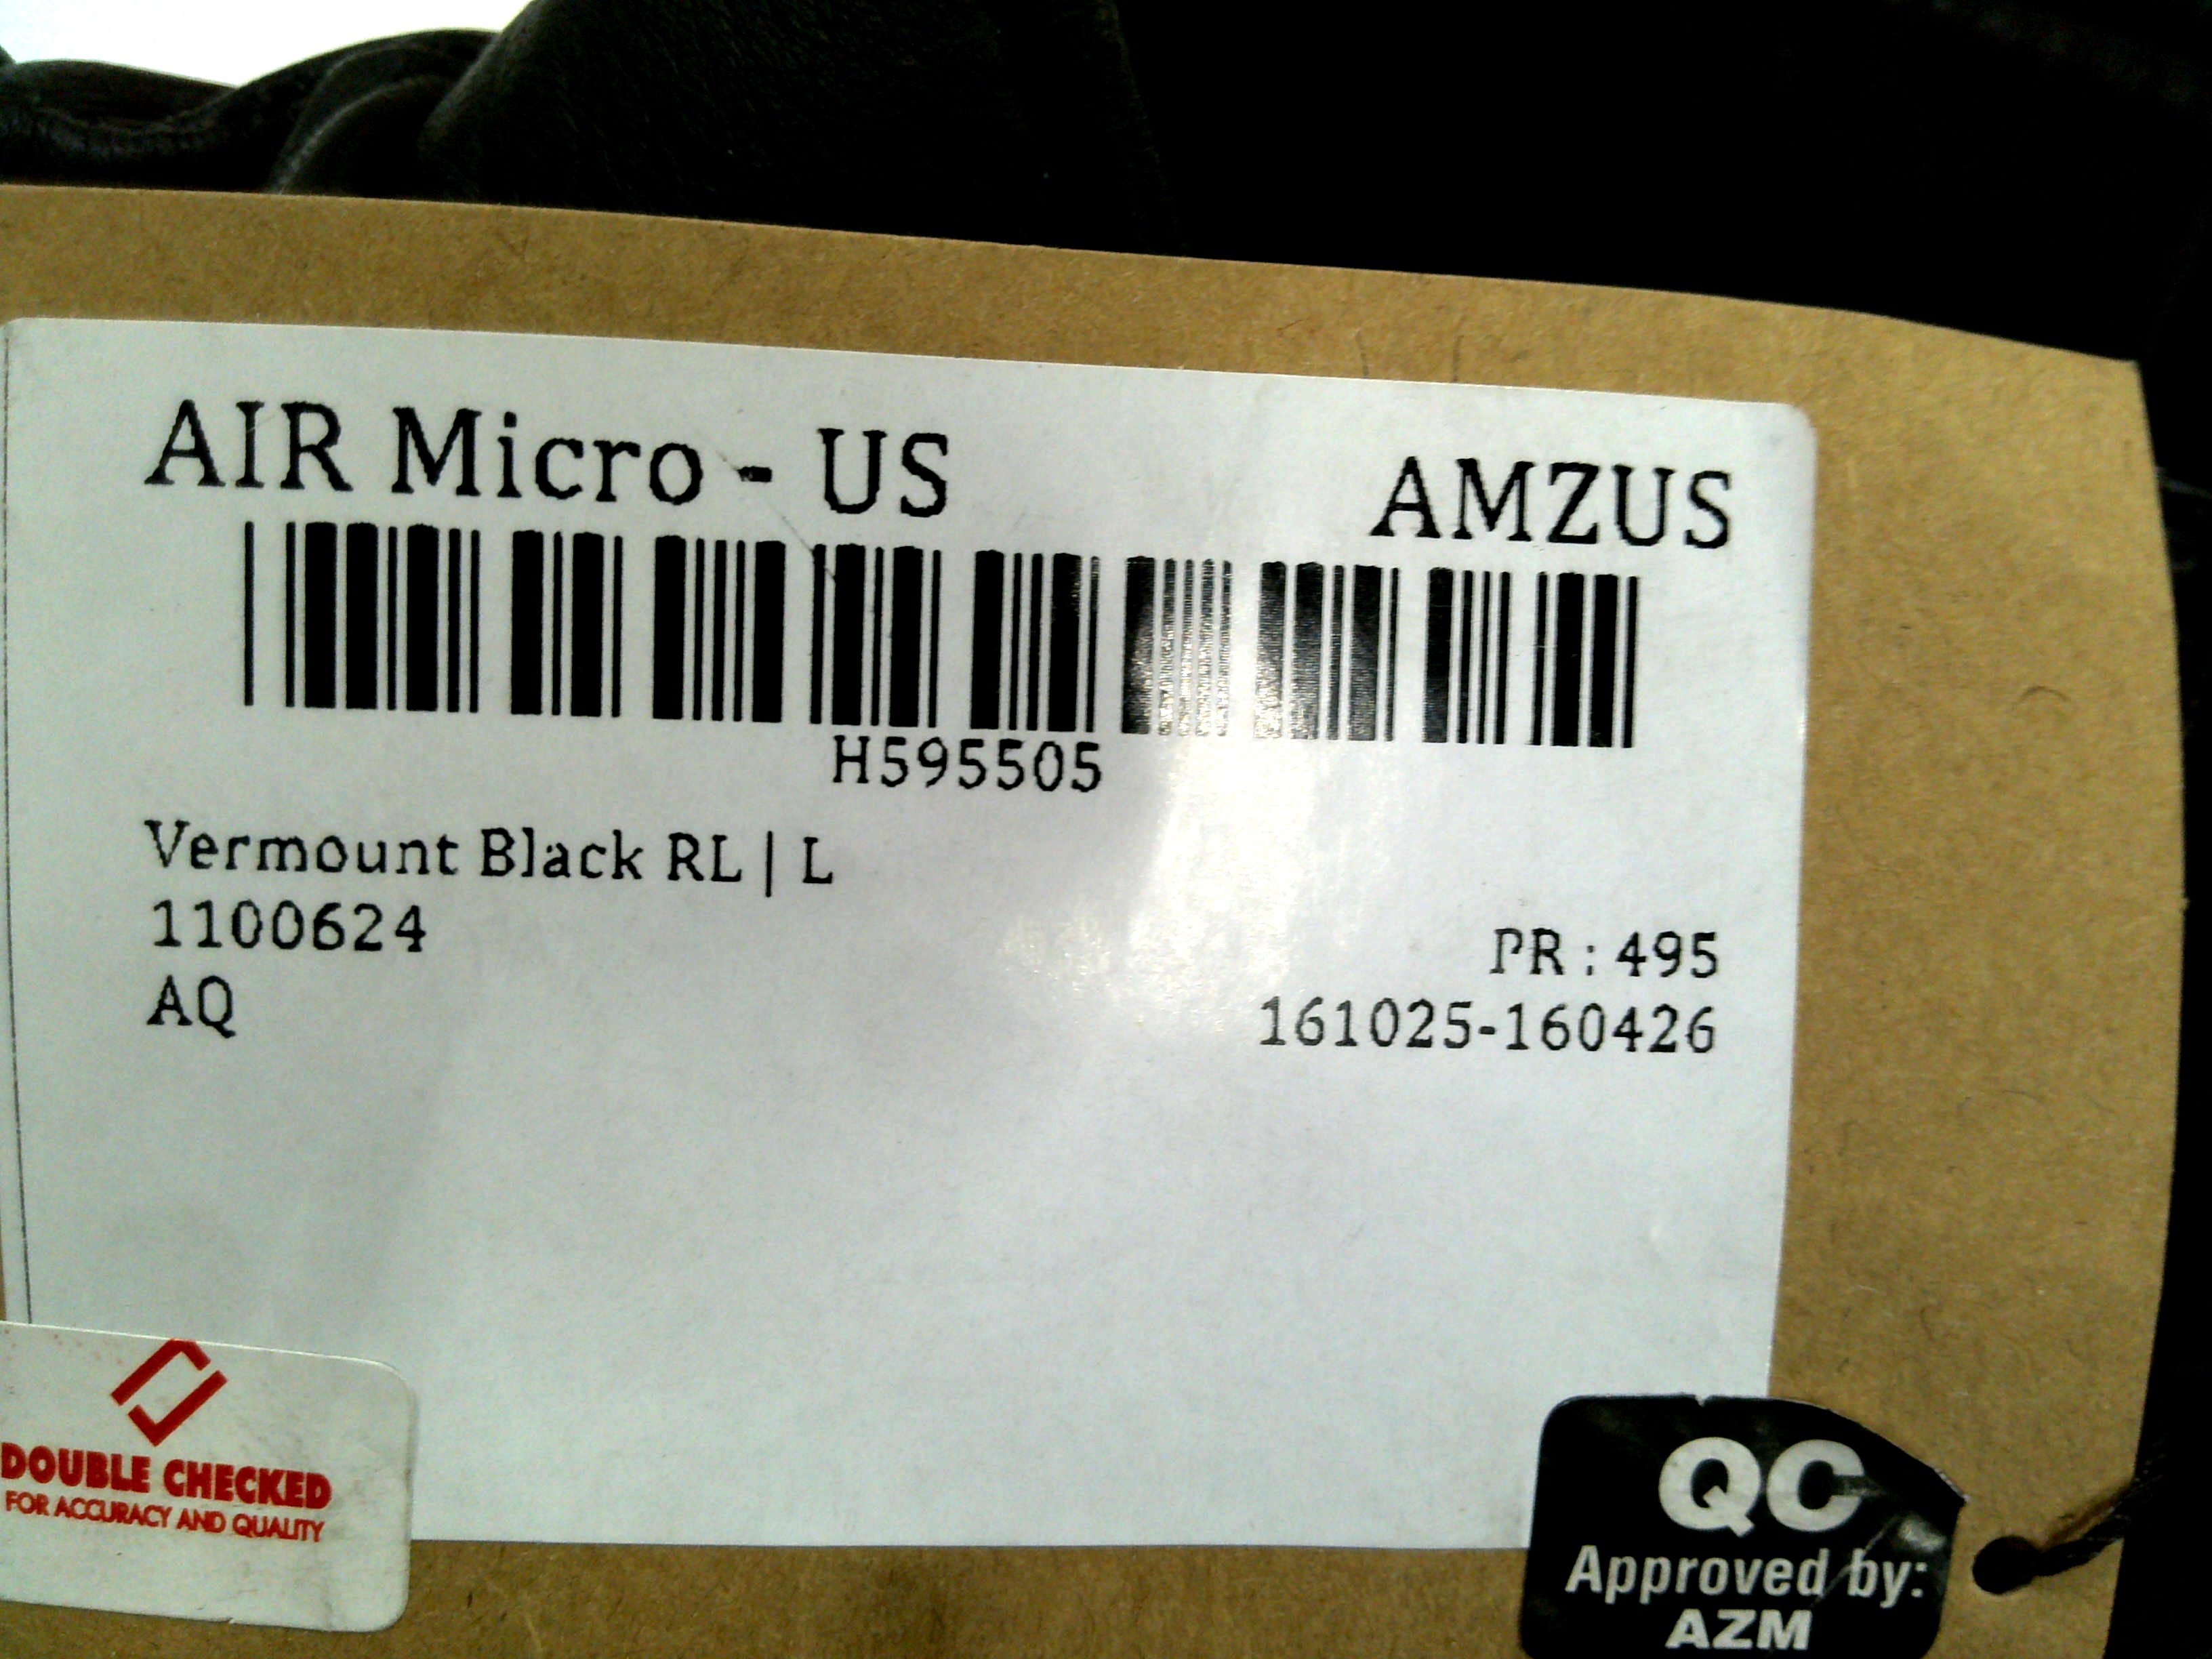 AIR Micro - US
AMZUS
H595505
Vermount Black RL | L
1100624
PR : 495
AQ
161025-160426
DOUBLE CHECKED
FOR ACCURACY AND QUALITY
QC
Approved by:
AZM